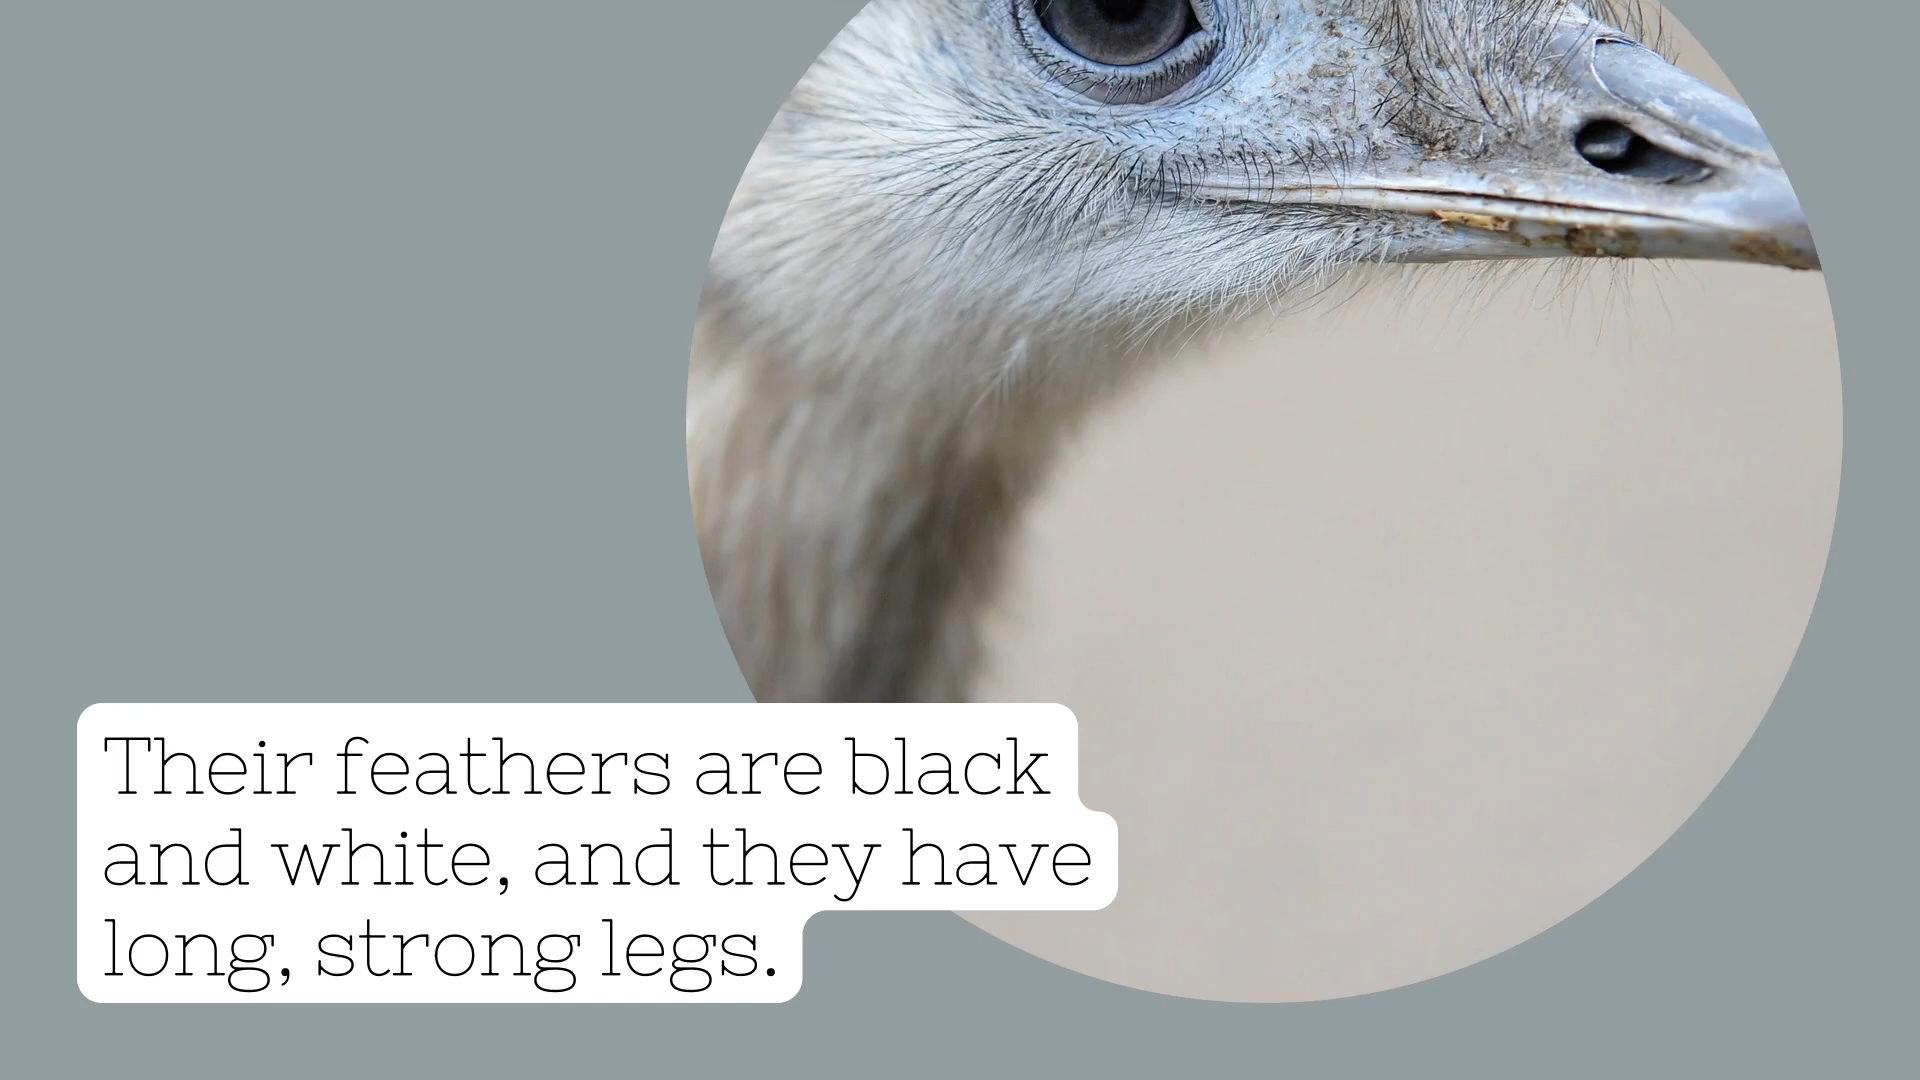 Their feathers are black
and white, and they have
long, strong legs.